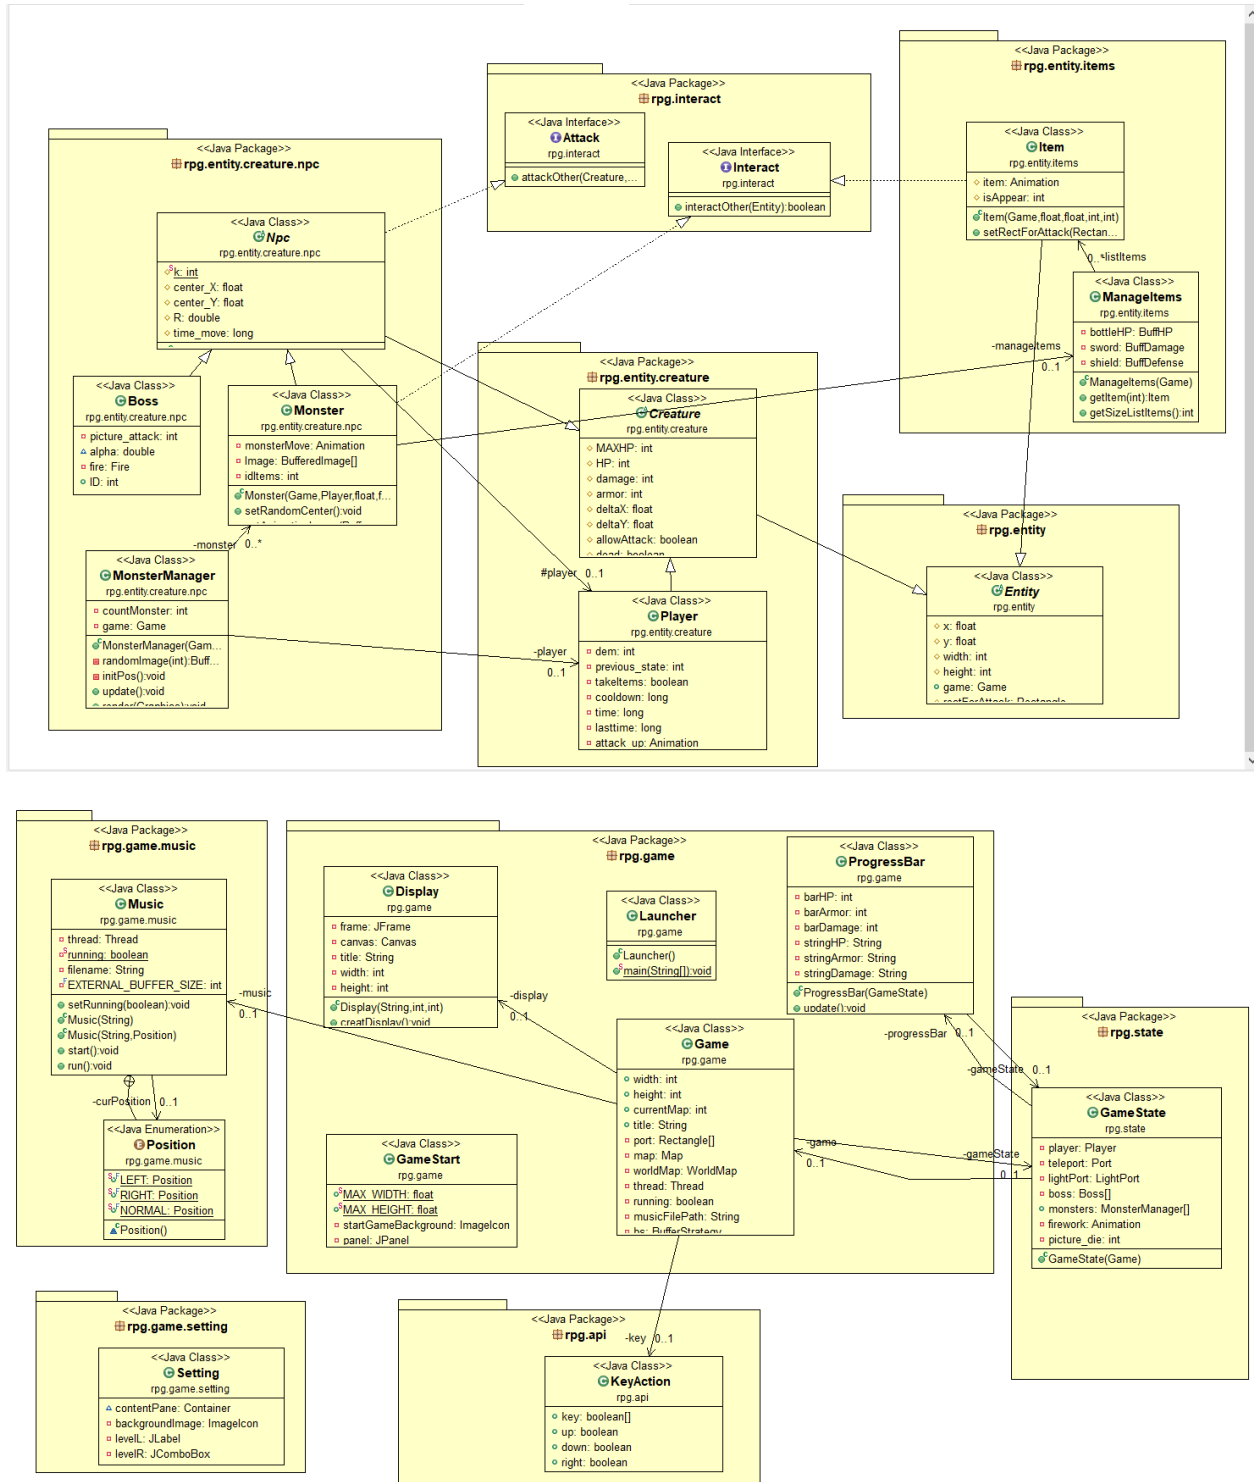 <<Java Package>>
rpg.entity.creature.npc
<<Java Class>>
Npc
rpg.entity.creature.npc
k: int
center_X: float
center_Y: float
R: double
time_move: long
<<Java Class>>
Boss
rpg.entity.creature.npc
picture_attack: int
alpha: double
fire: Fire
ID: int
<<Java Class>>
Monster
rpg.entity.creature.npc
monsterMove: Animation
Image: BufferedImage[]
idItems: int
Monster(Game,Player,float,f...
setRandomCenter():void
-monster 0..*
<<Java Class>>
MonsterManager
rpg.entity.creature.npc
countMonster: int
game: Game
MonsterManager(Gam...
randomImage(int):Buff...
initPos():void
update():void
render(Graphics):void
<<Java Package>>
rpg.interact
<<Java Interface>>
Attack
rpg.interact
attackOther(Creature,...
<<Java Interface>>
Interact
rpg.interact
interactOther(Entity):boolean
<<Java Package>>
rpg.entity.items
<<Java Class>>
Item
rpg.entity.items
item: Animation
isAppear: int
Item(Game,float,float,int,int)
setRectForAttack(Rectan...
0..* -listItems
<<Java Class>>
ManageItems
rpg.entity.items
bottleHP: BuffHP
sword: BuffDamage
shield: BuffDefense
ManageItems(Game)
getItem(int):Item
getSizeListItems():int
-manageItems
0..1
<<Java Package>>
rpg.entity.creature
<<Java Class>>
Creature
rpg.entity.creature
MAXHP: int
HP: int
damage: int
armor: int
deltaX: float
deltaY: float
allowAttack: boolean
dead: boolean
#player 0..1
<<Java Class>>
Player
rpg.entity.creature
dem: int
previous_state: int
takeItems: boolean
cooldown: long
time: long
lasttime: long
attack_up: Animation
-player
0..1
<<Java Package>>
rpg.entity
<<Java Class>>
Entity
rpg.entity
x: float
y: float
width: int
height: int
game: Game
rectForAttack: Rectangle
<<Java Package>>
rpg.game.music
<<Java Class>>
Music
rpg.game.music
thread: Thread
running: boolean
filename: String
EXTERNAL_BUFFER_SIZE: int
setRunning(boolean):void
Music(String)
Music(String,Position)
start():void
run():void
-music
0..1
-curPosition 0..1
<<Java Enumeration>>
Position
rpg.game.music
LEFT: Position
RIGHT: Position
NORMAL: Position
Position()
<<Java Package>>
rpg.game
<<Java Class>>
Display
rpg.game
frame: JFrame
canvas: Canvas
title: String
width: int
height: int
Display(String,int,int)
creatDisplay():void
-display
0..1
<<Java Class>>
Launcher
rpg.game
Launcher()
main(String[]):void
<<Java Class>>
ProgressBar
rpg.game
barHP: int
barArmor: int
barDamage: int
stringHP: String
stringArmor: String
stringDamage: String
ProgressBar(GameState)
update():void
-progressBar 0..1
-gameState 0..1
<<Java Class>>
Game
rpg.game
width: int
height: int
currentMap: int
title: String
port: Rectangle[]
map: Map
worldMap: WorldMap
thread: Thread
running: boolean
musicFilePath: String
bs: BufferStrategy
-game
0..1
-gameState
0..1
<<Java Class>>
GameStart
rpg.game
MAX_WIDTH: float
MAX_HEIGHT: float
startGameBackground: ImageIcon
panel: JPanel
<<Java Package>>
rpg.state
<<Java Class>>
GameState
rpg.state
player: Player
teleport: Port
lightPort: LightPort
boss: Boss[]
monsters: MonsterManager[]
firework: Animation
picture_die: int
GameState(Game)
<<Java Package>>
rpg.game.setting
<<Java Class>>
Setting
rpg.game.setting
contentPane: Container
backgroundImage: ImageIcon
levelL: JLabel
levelR: JComboBox
<<Java Package>>
rpg.api
-key 0..1
<<Java Class>>
KeyAction
rpg.api
key: boolean[]
up: boolean
down: boolean
right: boolean